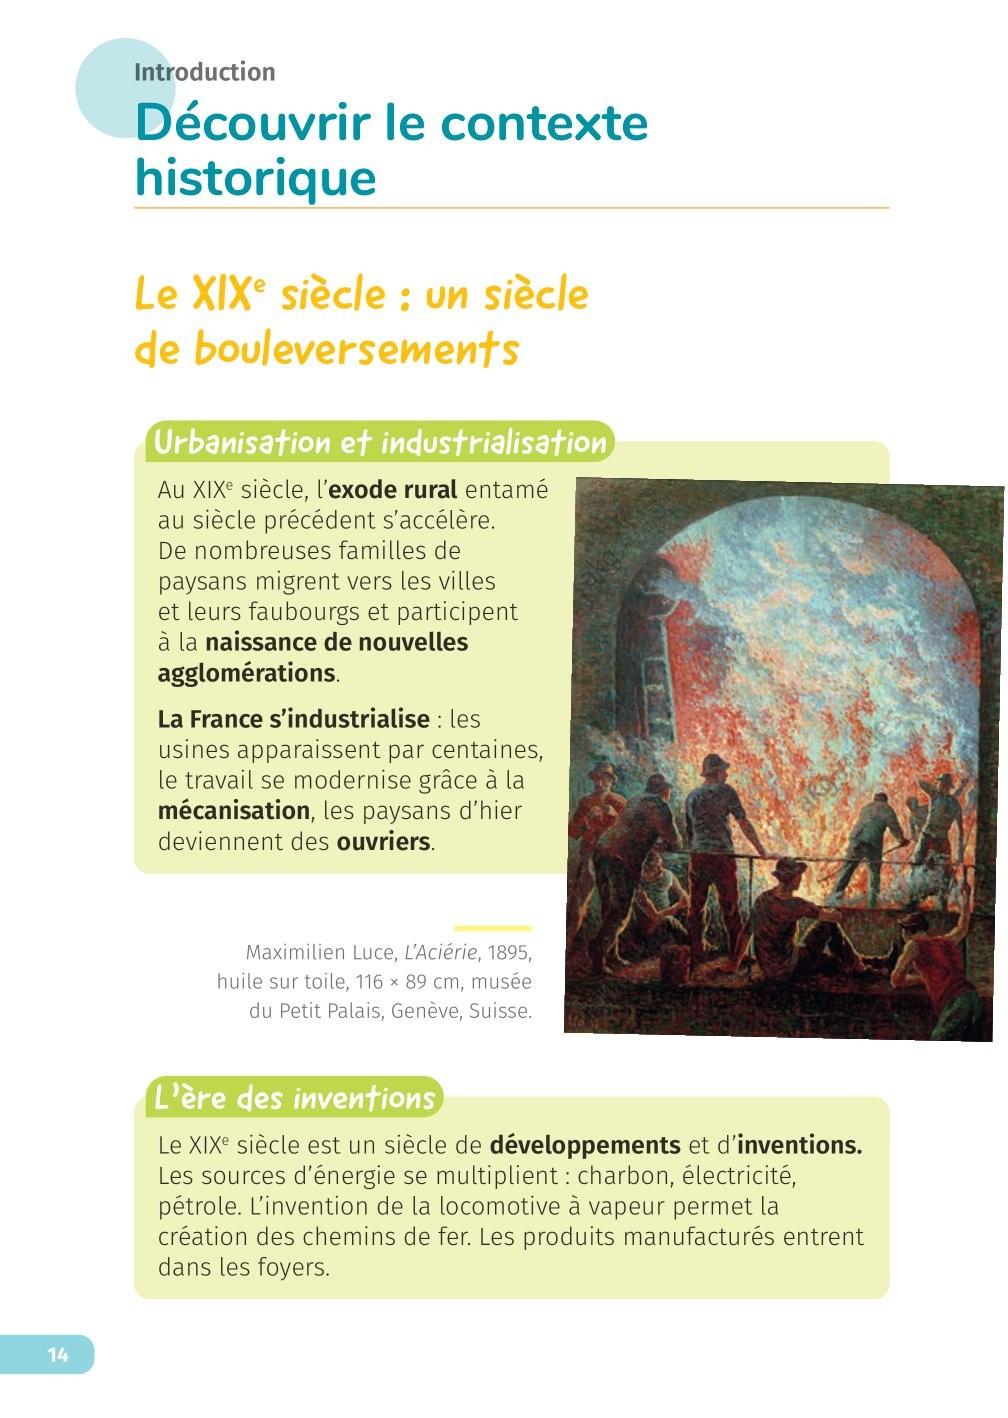 Introduction
Découvrir le contexte
historique
Le XIXe siècle : un siècle
de bouleversements
Urbanisation et industrialisation
Au XIXe siècle, l’exode rural entamé
au siècle précédent s’accélère.
De nombreuses familles de
paysans migrent vers les villes
et leurs faubourgs et participent
à la naissance de nouvelles
agglomérations.
La France s’industrialise : les
usines apparaissent par centaines,
le travail se modernise grâce à la
mécanisation, les paysans d’hier
deviennent des ouvriers.
Maximilien Luce, L’Aciérie, 1895,
huile sur toile, 116 × 89 cm, musée
du Petit Palais, Genève, Suisse.
L’ère des inventions
Le XIXe siècle est un siècle de développements et d’inventions.
Les sources d’énergie se multiplient : charbon, électricité,
pétrole. L’invention de la locomotive à vapeur permet la
création des chemins de fer. Les produits manufacturés entrent
dans les foyers.
14